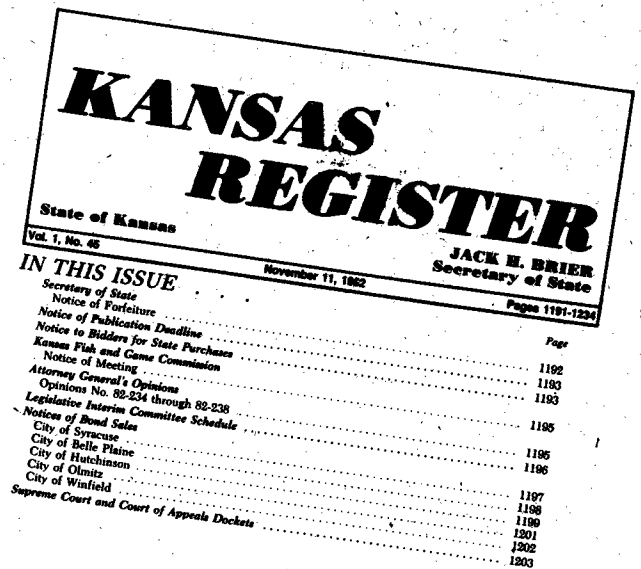 KANSAS
REGISTER
State of Kansas
JACK H. BRIER
Secretary of State
Vol. 1, No. 45 November 11, 1982 Pages 1191-1234
IN THIS ISSUE . . . . Page
Secretary of State
Notice of Forfeiture 1192
Notice of Publication Deadline 1193
Notice to Bidders for State Purchases 1193
Kansas Fish and Game Commission
Notice of Meeting 1195
Attorney General's Opinions
Opinions No. 82-234 through 82-238 1195
Legislative Interim Committee Schedule 1196
Notices of Bond Sales
City of Syracuse 1197
City of Belle Plaine 1198
City of Hutchinson 1199
City of Olmitz 1201
City of Winfield 1202
Supreme Court and Court of Appeals Dockets 1203